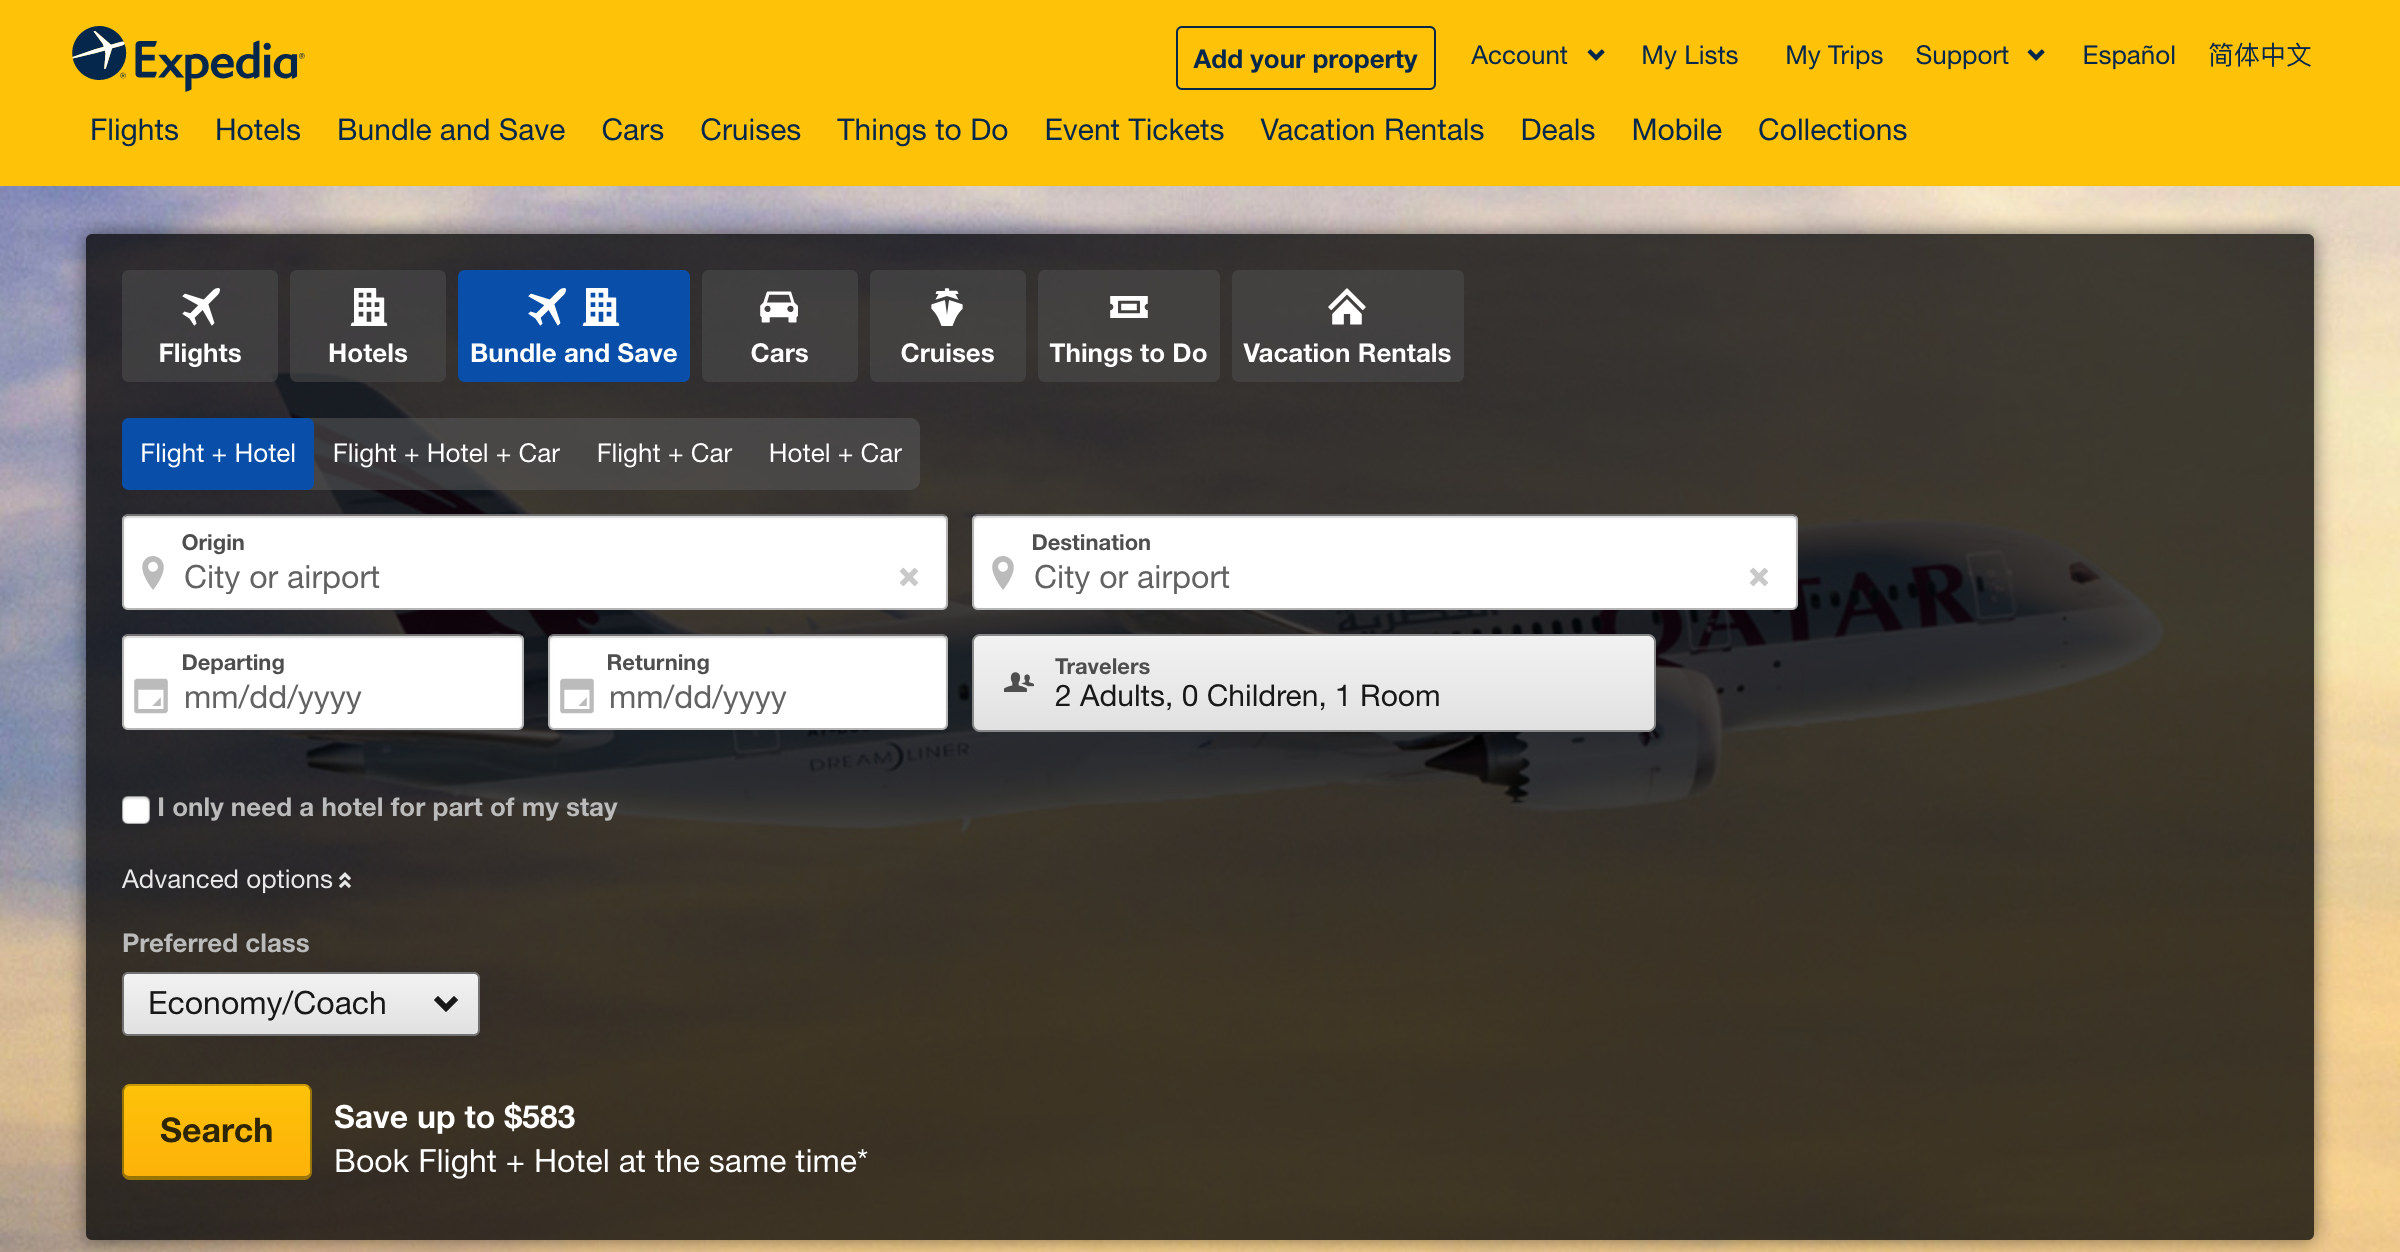 Expedia
Add your property
Account
My Lists
My Trips
Support
Español
简体中文
Flights
Hotels
Bundle and Save
Cars
Cruises
Things to Do
Event Tickets
Vacation Rentals
Deals
Mobile
Collections
Flights
Hotels
Bundle and Save
Cars
Cruises
Things to Do
Vacation Rentals
Flight + Hotel
Flight + Hotel + Car
Flight + Car
Hotel + Car
Origin
City or airport
Destination
City or airport
QATAR
القطرية
Departing
mm/dd/yyyy
Returning
mm/dd/yyyy
Travelers
2 Adults, 0 Children, 1 Room
DREAMLINER
I only need a hotel for part of my stay
Advanced options
Preferred class
Economy/Coach
Search
Save up to $583
Book Flight + Hotel at the same time*